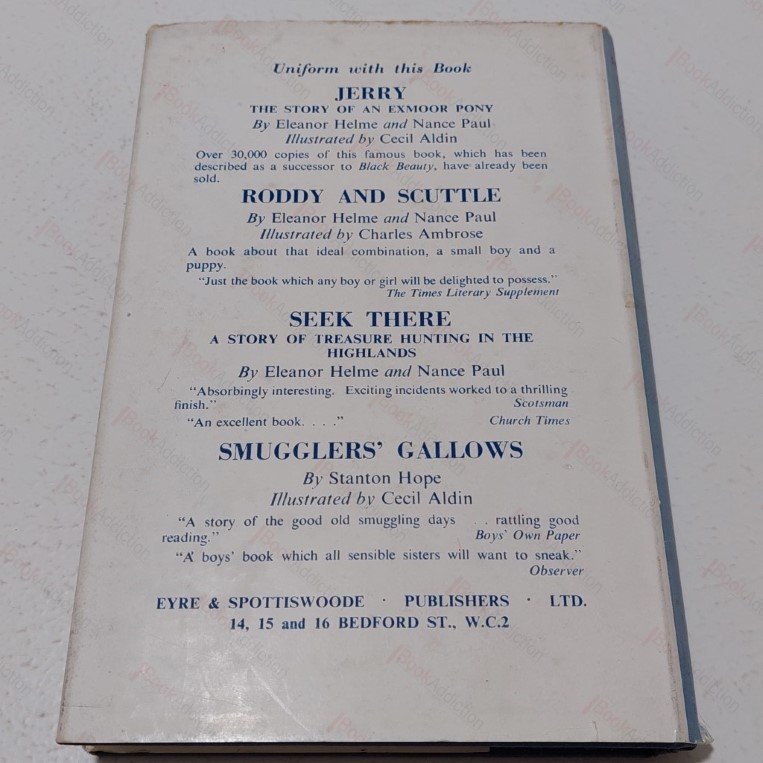 Uniform with this Book
JERRY
THE STORY OF AN EXMOOR PONY
By Eleanor Helme and Nance Paul
Illustrated by Cecil Aldin
Over 30,000 copies of this famous book, which has been
described as a successor to Black Beauty, have already been
sold.
RODDY AND SCUTTLE
By Eleanor Helme and Nance Paul
Illustrated by Charles Ambrose
A book about that ideal combination, a small boy and a
puppy.
“Just the book which any boy or girl will be delighted to possess.”
The Times Literary Supplement
SEEK THERE
A STORY OF TREASURE HUNTING IN THE
HIGHLANDS
By Eleanor Helme and Nance Paul
“Absorbingly interesting. Exciting incidents worked to a thrilling
finish.” Scotsman
“An excellent book. . . .” Church Times
SMUGGLERS’ GALLOWS
By Stanton Hope
Illustrated by Cecil Aldin
“A story of the good old smuggling days . . rattling good
reading.” Boys’ Own Paper
“A boys’ book which all sensible sisters will want to sneak.”
Observer
EYRE & SPOTTISWOODE · PUBLISHERS · LTD.
14, 15 and 16 BEDFORD ST., W.C.2
BookAddiction